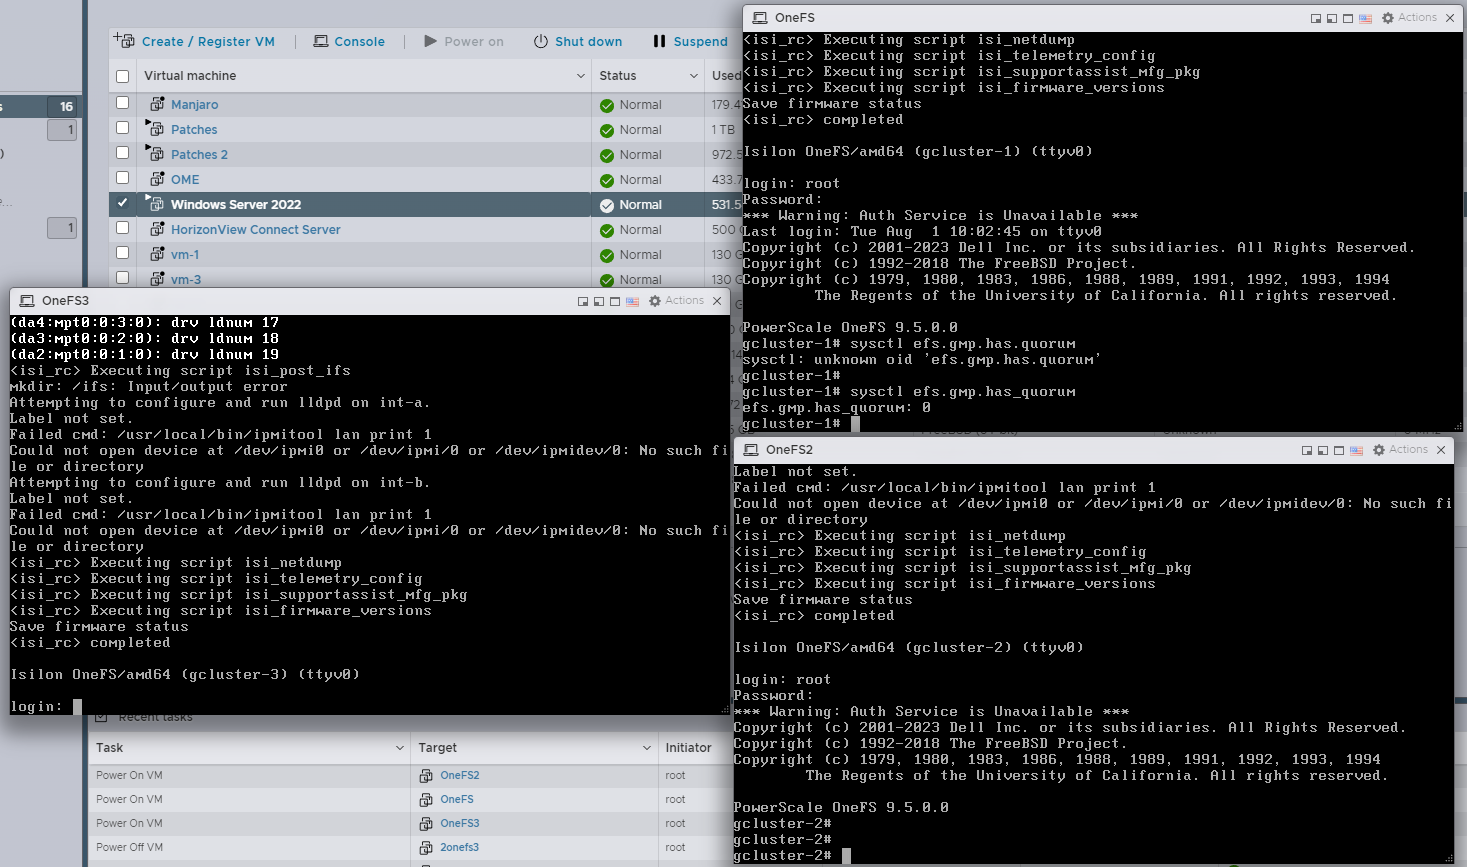 Create / Register VM | Console | Power on Shut down Suspend
Virtual machine Status Used
s 16
1
)
e...
1
Manjaro Normal 179.4
Patches Normal 1 TB
Patches 2 Normal 972.5
OME Normal 433.7
Windows Server 2022 Normal 531.5
HorizonView Connect Server Normal 500 G
vm-1 Normal 130 G
vm-3 Normal 130 G
OneFS Actions
<isi_rc> Executing script isi_netdump
<isi_rc> Executing script isi_telemetry_config
<isi_rc> Executing script isi_supportassist_mfg_pkg
<isi_rc> Executing script isi_firmware_versions
Save firmware status
<isi_rc> completed
Isilon OneFS/amd64 (gcluster-1) (ttyv0)
login: root
Password:
*** Warning: Auth Service is Unavailable ***
Last login: Tue Aug  1 10:02:45 on ttyv0
Copyright (c) 2001-2023 Dell Inc. or its subsidiaries. All Rights Reserved.
Copyright (c) 1992-2018 The FreeBSD Project.
Copyright (c) 1979, 1980, 1983, 1986, 1988, 1989, 1991, 1992, 1993, 1994
The Regents of the University of California. All rights reserved.
PowerScale OneFS 9.5.0.0
gcluster-1# sysctl efs.gmp.has.quorum
sysctl: unknown oid 'efs.gmp.has.quorum'
gcluster-1#
gcluster-1# sysctl efs.gmp.has_quorum
efs.gmp.has_quorum: 0
gcluster-1#
OneFS3 Actions
(da4:mpt0:0:3:0): drv ldnum 17
(da3:mpt0:0:2:0): drv ldnum 18
(da2:mpt0:0:1:0): drv ldnum 19
<isi_rc> Executing script isi_post_ifs
mkdir: /ifs: Input/output error
Attempting to configure and run lldpd on int-a.
Label not set.
Failed cmd: /usr/local/bin/ipmitool lan print 1
Could not open device at /dev/ipmi0 or /dev/ipmi/0 or /dev/ipmidev/0: No such fi
le or directory
Attempting to configure and run lldpd on int-b.
Label not set.
Failed cmd: /usr/local/bin/ipmitool lan print 1
Could not open device at /dev/ipmi0 or /dev/ipmi/0 or /dev/ipmidev/0: No such fi
le or directory
<isi_rc> Executing script isi_netdump
<isi_rc> Executing script isi_telemetry_config
<isi_rc> Executing script isi_supportassist_mfg_pkg
<isi_rc> Executing script isi_firmware_versions
Save firmware status
<isi_rc> completed
Isilon OneFS/amd64 (gcluster-3) (ttyv0)
login:
OneFS2 Actions
Label not set.
Failed cmd: /usr/local/bin/ipmitool lan print 1
Could not open device at /dev/ipmi0 or /dev/ipmi/0 or /dev/ipmidev/0: No such fi
le or directory
<isi_rc> Executing script isi_netdump
<isi_rc> Executing script isi_telemetry_config
<isi_rc> Executing script isi_supportassist_mfg_pkg
<isi_rc> Executing script isi_firmware_versions
Save firmware status
<isi_rc> completed
Isilon OneFS/amd64 (gcluster-2) (ttyv0)
login: root
Password:
*** Warning: Auth Service is Unavailable ***
Copyright (c) 2001-2023 Dell Inc. or its subsidiaries. All Rights Reserved.
Copyright (c) 1992-2018 The FreeBSD Project.
Copyright (c) 1979, 1980, 1983, 1986, 1988, 1989, 1991, 1992, 1993, 1994
The Regents of the University of California. All rights reserved.
PowerScale OneFS 9.5.0.0
gcluster-2#
gcluster-2#
gcluster-2#
Recent tasks
Task Target Initiator
Power On VM OneFS2 root
Power On VM OneFS root
Power On VM OneFS3 root
Power Off VM 2onefs3 root